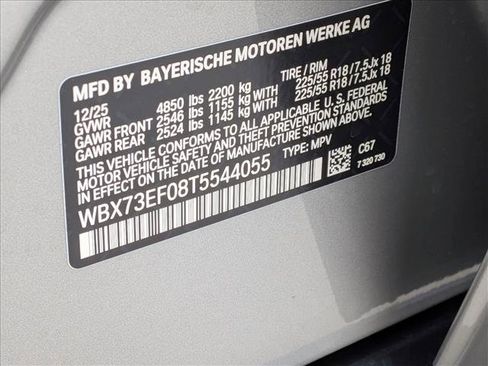 MFD BY BAYERISCHE MOTOREN WERKE AG
12/25 TIRE / RIM
GVWR 4850 lbs 2200 kg
GAWR FRONT 2546 lbs 1155 kg WITH 225/55 R18 / 7.5Jx 18
GAWR REAR 2524 lbs 1145 kg WITH 225/55 R18 / 7.5Jx 18
THIS VEHICLE CONFORMS TO ALL APPLICABLE U.S. FEDERAL
MOTOR VEHICLE SAFETY AND THEFT PREVENTION STANDARDS
IN EFFECT ON THE DATE OF MANUFACTURE SHOWN ABOVE.
WBX73EF08T5544055 TYPE: MPV
C67
7 320 730